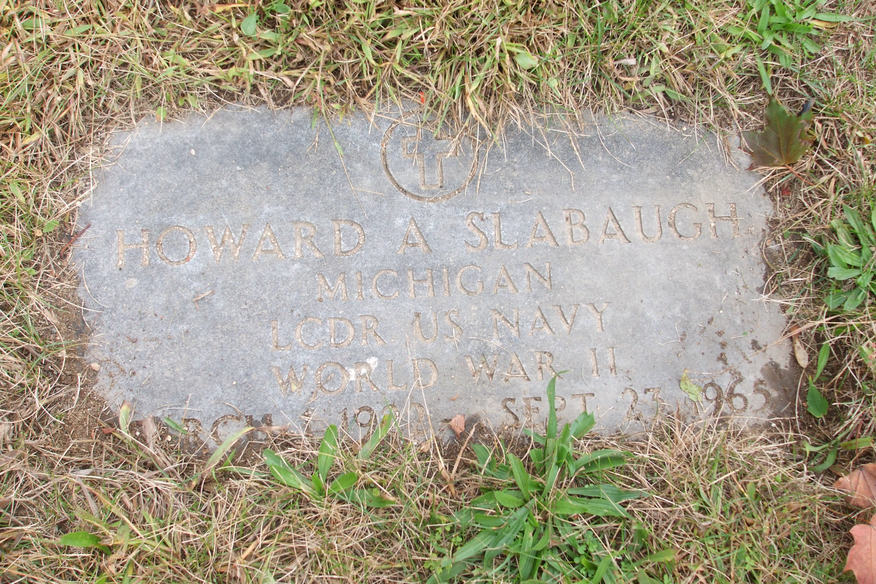 HOWARD A SLABAUGH
MICHIGAN
LCDR US NAVY
WORLD WAR II
SEPT 23 1965